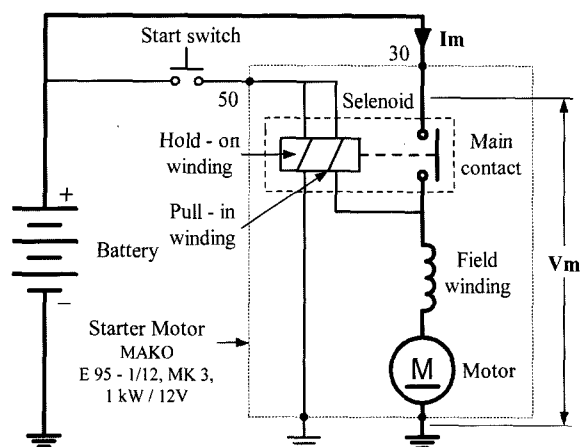 Im
Start switch
30
50
Selenoid
Hold - on
winding
Main
contact
Pull - in
winding
+
Battery
−
Field
winding
Vm
Starter Motor
MAKO
E 95 - 1/12, MK 3,
1 kW / 12V
M
Motor